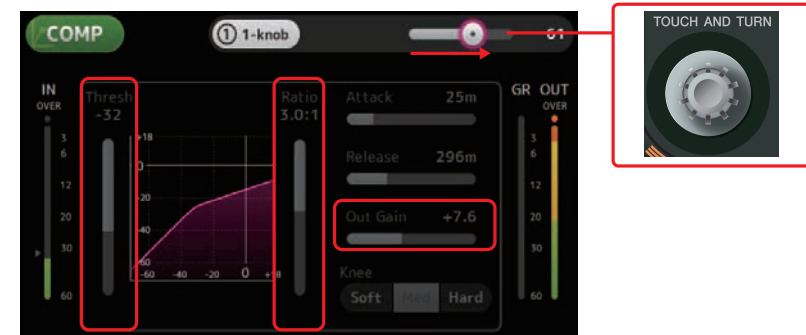 COMP
① 1-knob
61
TOUCH AND TURN
IN
OVER
3
6
12
20
30
60
Thresh
-32
+18
0
-20
-40
-60
-60 -40 -20 0 +18
Ratio
3.0:1
Attack 25m
Release 296m
Out Gain +7.6
Knee
Soft Med Hard
GR OUT
OVER
3
6
12
20
30
60